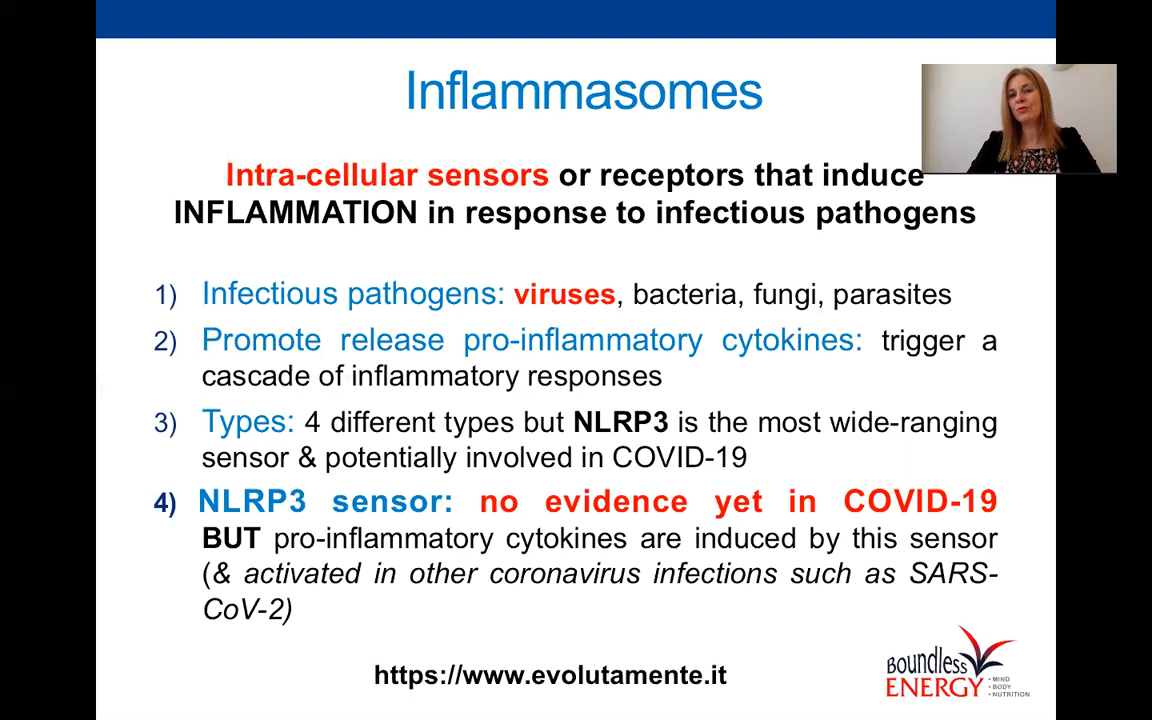 Inflammasomes
Intra-cellular sensors or receptors that induce
INFLAMMATION in response to infectious pathogens
1) Infectious pathogens: viruses, bacteria, fungi, parasites
2) Promote release pro-inflammatory cytokines: trigger a
cascade of inflammatory responses
3) Types: 4 different types but NLRP3 is the most wide-ranging
sensor & potentially involved in COVID-19
4) NLRP3 sensor: no evidence yet in COVID-19
BUT pro-inflammatory cytokines are induced by this sensor
(& activated in other coronavirus infections such as SARS-
CoV-2)
https://www.evolutamente.it
Boundless
ENERGY
• MIND
• BODY
• NUTRITION